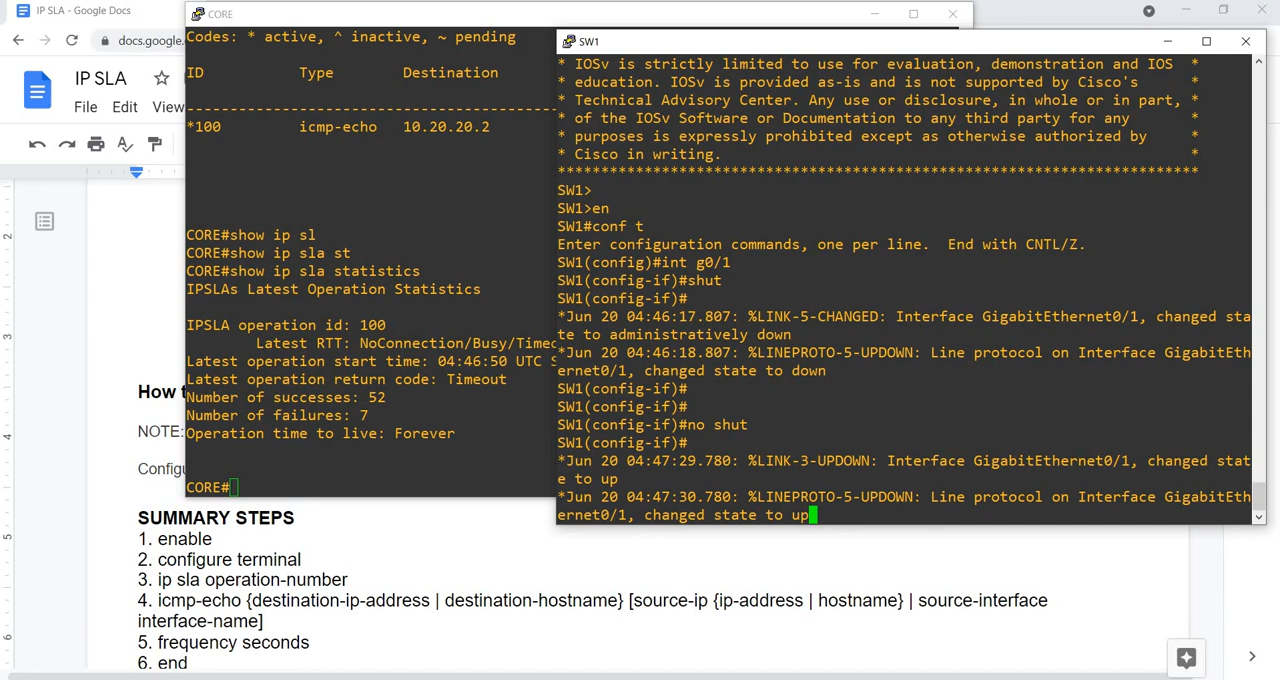 IP SLA - Google Docs
docs.google.
IP SLA
File Edit View
CORE
Codes: * active, ^ inactive, ~ pending
ID Type Destination
--------------------------------------------
*100 icmp-echo 10.20.20.2
CORE#show ip sl
CORE#show ip sla st
CORE#show ip sla statistics
IPSLAs Latest Operation Statistics
IPSLA operation id: 100
Latest RTT: NoConnection/Busy/Timeo
Latest operation start time: 04:46:50 UTC S
Latest operation return code: Timeout
Number of successes: 52
Number of failures: 7
Operation time to live: Forever
CORE#
SW1
* IOSv is strictly limited to use for evaluation, demonstration and IOS *
* education. IOSv is provided as-is and is not supported by Cisco's *
* Technical Advisory Center. Any use or disclosure, in whole or in part, *
* of the IOSv Software or Documentation to any third party for any *
* purposes is expressly prohibited except as otherwise authorized by *
* Cisco in writing. *
**************************************************************************
SW1>
SW1>en
SW1#conf t
Enter configuration commands, one per line. End with CNTL/Z.
SW1(config)#int g0/1
SW1(config-if)#shut
SW1(config-if)#
*Jun 20 04:46:17.807: %LINK-5-CHANGED: Interface GigabitEthernet0/1, changed sta
te to administratively down
*Jun 20 04:46:18.807: %LINEPROTO-5-UPDOWN: Line protocol on Interface GigabitEth
ernet0/1, changed state to down
SW1(config-if)#
SW1(config-if)#
SW1(config-if)#no shut
SW1(config-if)#
*Jun 20 04:47:29.780: %LINK-3-UPDOWN: Interface GigabitEthernet0/1, changed stat
e to up
*Jun 20 04:47:30.780: %LINEPROTO-5-UPDOWN: Line protocol on Interface GigabitEth
ernet0/1, changed state to up
2
3
4
5
6
How t
NOTE:
Configu
SUMMARY STEPS
1. enable
2. configure terminal
3. ip sla operation-number
4. icmp-echo {destination-ip-address | destination-hostname} [source-ip {ip-address | hostname} | source-interface
interface-name]
5. frequency seconds
6. end